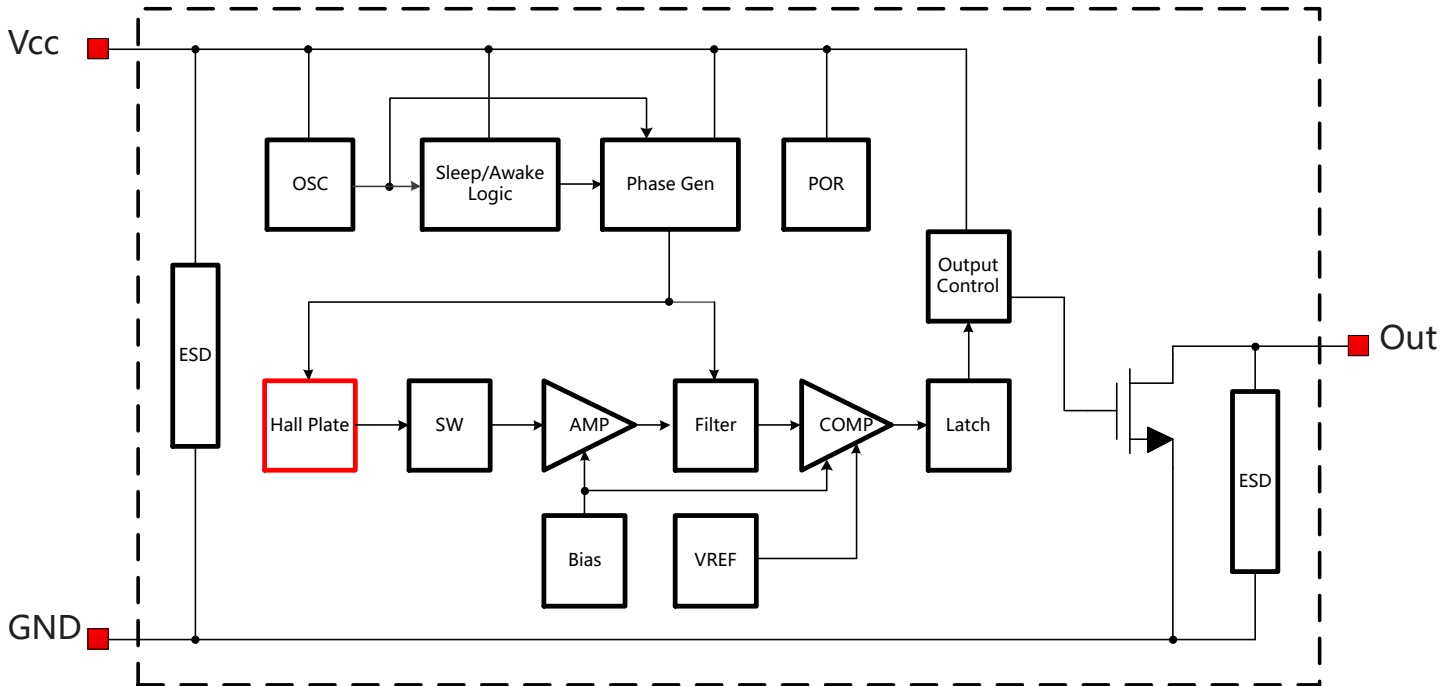 Vcc
OSC
Sleep/Awake
Logic
Phase Gen
POR
Output
Control
ESD
Out
Hall Plate
SW
AMP
Filter
COMP
Latch
ESD
Bias
VREF
GND